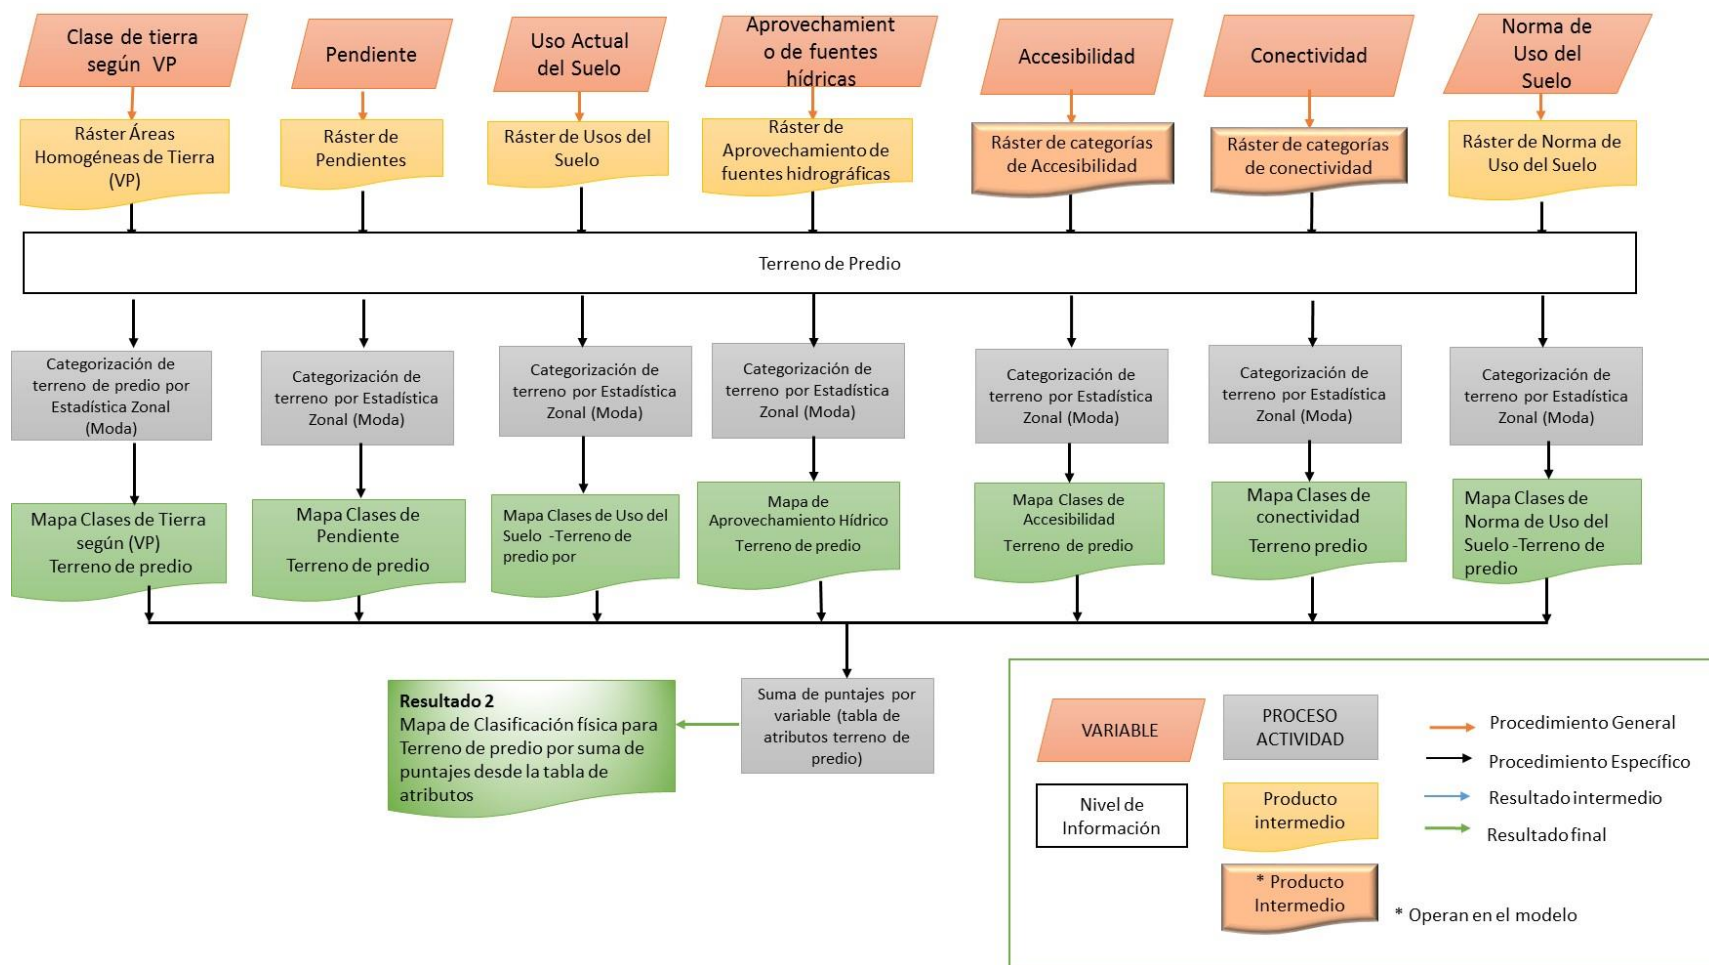 Clase de tierra
según VP
Pendiente
Uso Actual
del Suelo
Aprovechamient
o de fuentes
hídricas
Accesibilidad
Conectividad
Norma de
Uso del
Suelo
Ráster Áreas
Homogéneas de Tierra
(VP)
Ráster de
Pendientes
Ráster de Usos del
Suelo
Ráster de
Aprovechamiento de
fuentes hidrográficas
Ráster de categorías
de Accesibilidad
Ráster de categorías
de conectividad
Ráster de Norma de
Uso del Suelo
Terreno de Predio
Categorización de
terreno de predio por
Estadística Zonal
(Moda)
Categorización de
terreno por Estadística
Zonal (Moda)
Categorización de
terreno por Estadística
Zonal (Moda)
Categorización de
terreno por Estadística
Zonal (Moda)
Categorización de
terreno por Estadística
Zonal (Moda)
Categorización de
terreno por Estadística
Zonal (Moda)
Categorización de
terreno por Estadística
Zonal (Moda)
Mapa Clases de Tierra
según (VP)
Terreno de predio
Mapa Clases de
Pendiente
Terreno de predio
Mapa Clases de Uso del
Suelo -Terreno de
predio por
Mapa de
Aprovechamiento Hídrico
Terreno de predio
Mapa Clases de
Accesibilidad
Terreno de predio
Mapa Clases de
conectividad
Terreno predio
Mapa Clases de
Norma de Uso del
Suelo -Terreno de
predio
Resultado 2
Mapa de Clasificación física para
Terreno de predio por suma de
puntajes desde la tabla de
atributos
Suma de puntajes por
variable (tabla de
atributos terreno de
predio)
VARIABLE
PROCESO
ACTIVIDAD
Nivel de
Información
Producto
intermedio
* Producto
Intermedio
Procedimiento General
Procedimiento Específico
Resultado intermedio
Resultado final
* Operan en el modelo